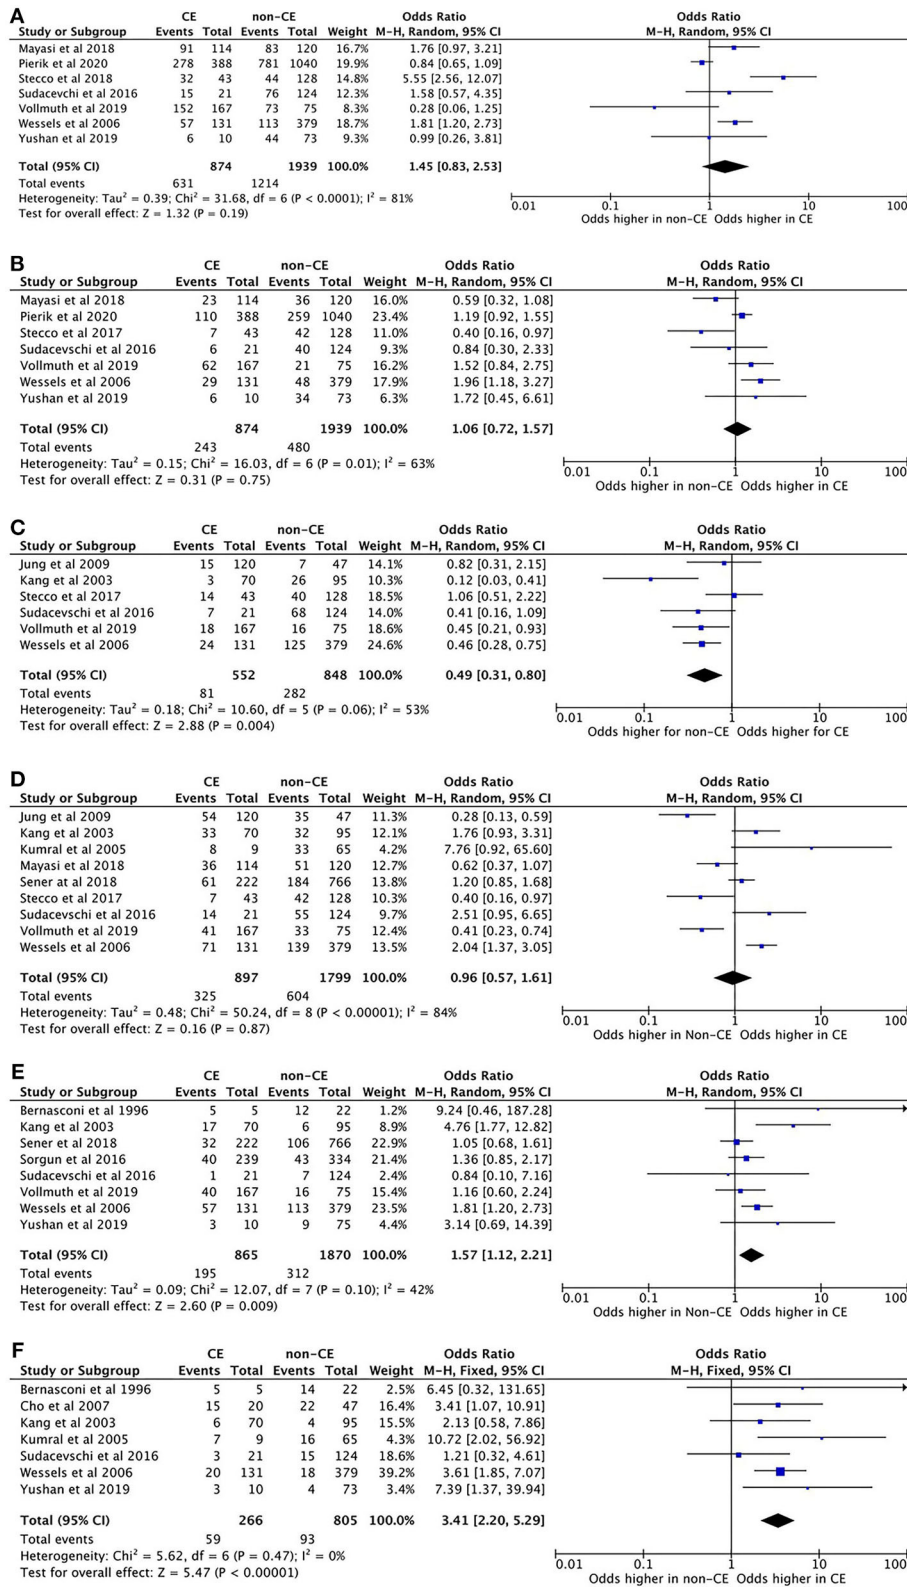 A
CE non-CE Odds Ratio Odds Ratio
Study or Subgroup Events Total Events Total Weight M-H, Random, 95% CI M-H, Random, 95% CI
Mayasi et al 2018 91 114 83 120 16.7% 1.76 [0.97, 3.21]
Pierik et al 2020 278 388 781 1040 19.9% 0.84 [0.65, 1.09]
Stecco et al 2018 32 43 44 128 14.8% 5.55 [2.56, 12.07]
Sudacevchi et al 2016 15 21 76 124 12.3% 1.58 [0.57, 4.35]
Vollmuth et al 2019 152 167 73 75 8.3% 0.28 [0.06, 1.25]
Wessels et al 2006 57 131 113 379 18.7% 1.81 [1.20, 2.73]
Yushan et al 2019 6 10 44 73 9.3% 0.99 [0.26, 3.81]
Total (95% CI) 874 1939 100.0% 1.45 [0.83, 2.53]
Total events 631 1214
Heterogeneity: Tau² = 0.39; Chi² = 31.68, df = 6 (P < 0.0001); I² = 81%
Test for overall effect: Z = 1.32 (P = 0.19)
0.01 0.1 1 10 100
Odds higher in non-CE Odds higher in CE
B
CE non-CE Odds Ratio Odds Ratio
Study or Subgroup Events Total Events Total Weight M-H, Random, 95% CI M-H, Random, 95% CI
Mayasi et al 2018 23 114 36 120 16.0% 0.59 [0.32, 1.08]
Pierik et al 2020 110 388 259 1040 23.4% 1.19 [0.92, 1.55]
Stecco et al 2017 7 43 42 128 11.0% 0.40 [0.16, 0.97]
Sudacevschi et al 2016 6 21 40 124 9.3% 0.84 [0.30, 2.33]
Vollmuth et al 2019 62 167 21 75 16.2% 1.52 [0.84, 2.75]
Wessels et al 2006 29 131 48 379 17.9% 1.96 [1.18, 3.27]
Yushan et al 2019 6 10 34 73 6.3% 1.72 [0.45, 6.61]
Total (95% CI) 874 1939 100.0% 1.06 [0.72, 1.57]
Total events 243 480
Heterogeneity: Tau² = 0.15; Chi² = 16.03, df = 6 (P = 0.01); I² = 63%
Test for overall effect: Z = 0.31 (P = 0.75)
0.01 0.1 1 10 100
Odds higher in non-CE Odds higher in CE
C
CE non-CE Odds Ratio Odds Ratio
Study or Subgroup Events Total Events Total Weight M-H, Random, 95% CI M-H, Random, 95% CI
Jung et al 2009 15 120 7 47 14.1% 0.82 [0.31, 2.15]
Kang et al 2003 3 70 26 95 10.3% 0.12 [0.03, 0.41]
Stecco et al 2017 14 43 40 128 18.5% 1.06 [0.51, 2.22]
Sudacevschi et al 2016 7 21 68 124 14.0% 0.41 [0.16, 1.09]
Vollmuth et al 2019 18 167 16 75 18.6% 0.45 [0.21, 0.93]
Wessels et al 2006 24 131 125 379 24.6% 0.46 [0.28, 0.75]
Total (95% CI) 552 848 100.0% 0.49 [0.31, 0.80]
Total events 81 282
Heterogeneity: Tau² = 0.18; Chi² = 10.60, df = 5 (P = 0.06); I² = 53%
Test for overall effect: Z = 2.88 (P = 0.004)
0.01 0.1 1 10 100
Odds higher for non-CE Odds higher for CE
D
CE non-CE Odds Ratio Odds Ratio
Study or Subgroup Events Total Events Total Weight M-H, Random, 95% CI M-H, Random, 95% CI
Jung et al 2009 54 120 35 47 11.3% 0.28 [0.13, 0.59]
Kang et al 2003 33 70 32 95 12.1% 1.76 [0.93, 3.31]
Kumral et al 2005 8 9 33 65 4.2% 7.76 [0.92, 65.60]
Mayasi et al 2018 36 114 51 120 12.7% 0.62 [0.37, 1.07]
Sener at al 2018 61 222 184 766 13.8% 1.20 [0.85, 1.68]
Stecco et al 2017 7 43 42 128 10.3% 0.40 [0.16, 0.97]
Sudacevschi et al 2016 14 21 55 124 9.7% 2.51 [0.95, 6.65]
Vollmuth et al 2019 41 167 33 75 12.4% 0.41 [0.23, 0.74]
Wessels et al 2006 71 131 139 379 13.5% 2.04 [1.37, 3.05]
Total (95% CI) 897 1799 100.0% 0.96 [0.57, 1.61]
Total events 325 604
Heterogeneity: Tau² = 0.48; Chi² = 50.24, df = 8 (P < 0.00001); I² = 84%
Test for overall effect: Z = 0.16 (P = 0.87)
0.01 0.1 1 10 100
Odds higher in Non-CE Odds higher in CE
E
CE non-CE Odds Ratio Odds Ratio
Study or Subgroup Events Total Events Total Weight M-H, Random, 95% CI M-H, Random, 95% CI
Bernasconi et al 1996 5 5 12 22 1.2% 9.24 [0.46, 187.28]
Kang et al 2003 17 70 6 95 8.9% 4.76 [1.77, 12.82]
Sener et al 2018 32 222 106 766 22.9% 1.05 [0.68, 1.61]
Sorgun et al 2016 40 239 43 334 21.4% 1.36 [0.85, 2.17]
Sudacevschi et al 2016 1 21 7 124 2.4% 0.84 [0.10, 7.16]
Vollmuth et al 2019 40 167 16 75 15.4% 1.16 [0.60, 2.24]
Wessels et al 2006 57 131 113 379 23.5% 1.81 [1.20, 2.73]
Yushan et al 2019 3 10 9 75 4.4% 3.14 [0.69, 14.39]
Total (95% CI) 865 1870 100.0% 1.57 [1.12, 2.21]
Total events 195 312
Heterogeneity: Tau² = 0.09; Chi² = 12.07, df = 7 (P = 0.10); I² = 42%
Test for overall effect: Z = 2.60 (P = 0.009)
0.01 0.1 1 10 100
Odds higher in Non-CE Odds higher in CE
F
CE non-CE Odds Ratio Odds Ratio
Study or Subgroup Events Total Events Total Weight M-H, Fixed, 95% CI M-H, Fixed, 95% CI
Bernasconi et al 1996 5 5 14 22 2.5% 6.45 [0.32, 131.65]
Cho et al 2007 15 20 22 47 16.4% 3.41 [1.07, 10.91]
Kang et al 2003 6 70 4 95 15.5% 2.13 [0.58, 7.86]
Kumral et al 2005 7 9 16 65 4.3% 10.72 [2.02, 56.92]
Sudacevschi et al 2016 3 21 15 124 18.6% 1.21 [0.32, 4.61]
Wessels et al 2006 20 131 18 379 39.2% 3.61 [1.85, 7.07]
Yushan et al 2019 3 10 4 73 3.4% 7.39 [1.37, 39.94]
Total (95% CI) 266 805 100.0% 3.41 [2.20, 5.29]
Total events 59 93
Heterogeneity: Chi² = 5.62, df = 6 (P = 0.47); I² = 0%
Test for overall effect: Z = 5.47 (P < 0.00001)
0.01 0.1 1 10 100
Odds higher in non-CE Odds higher in CE